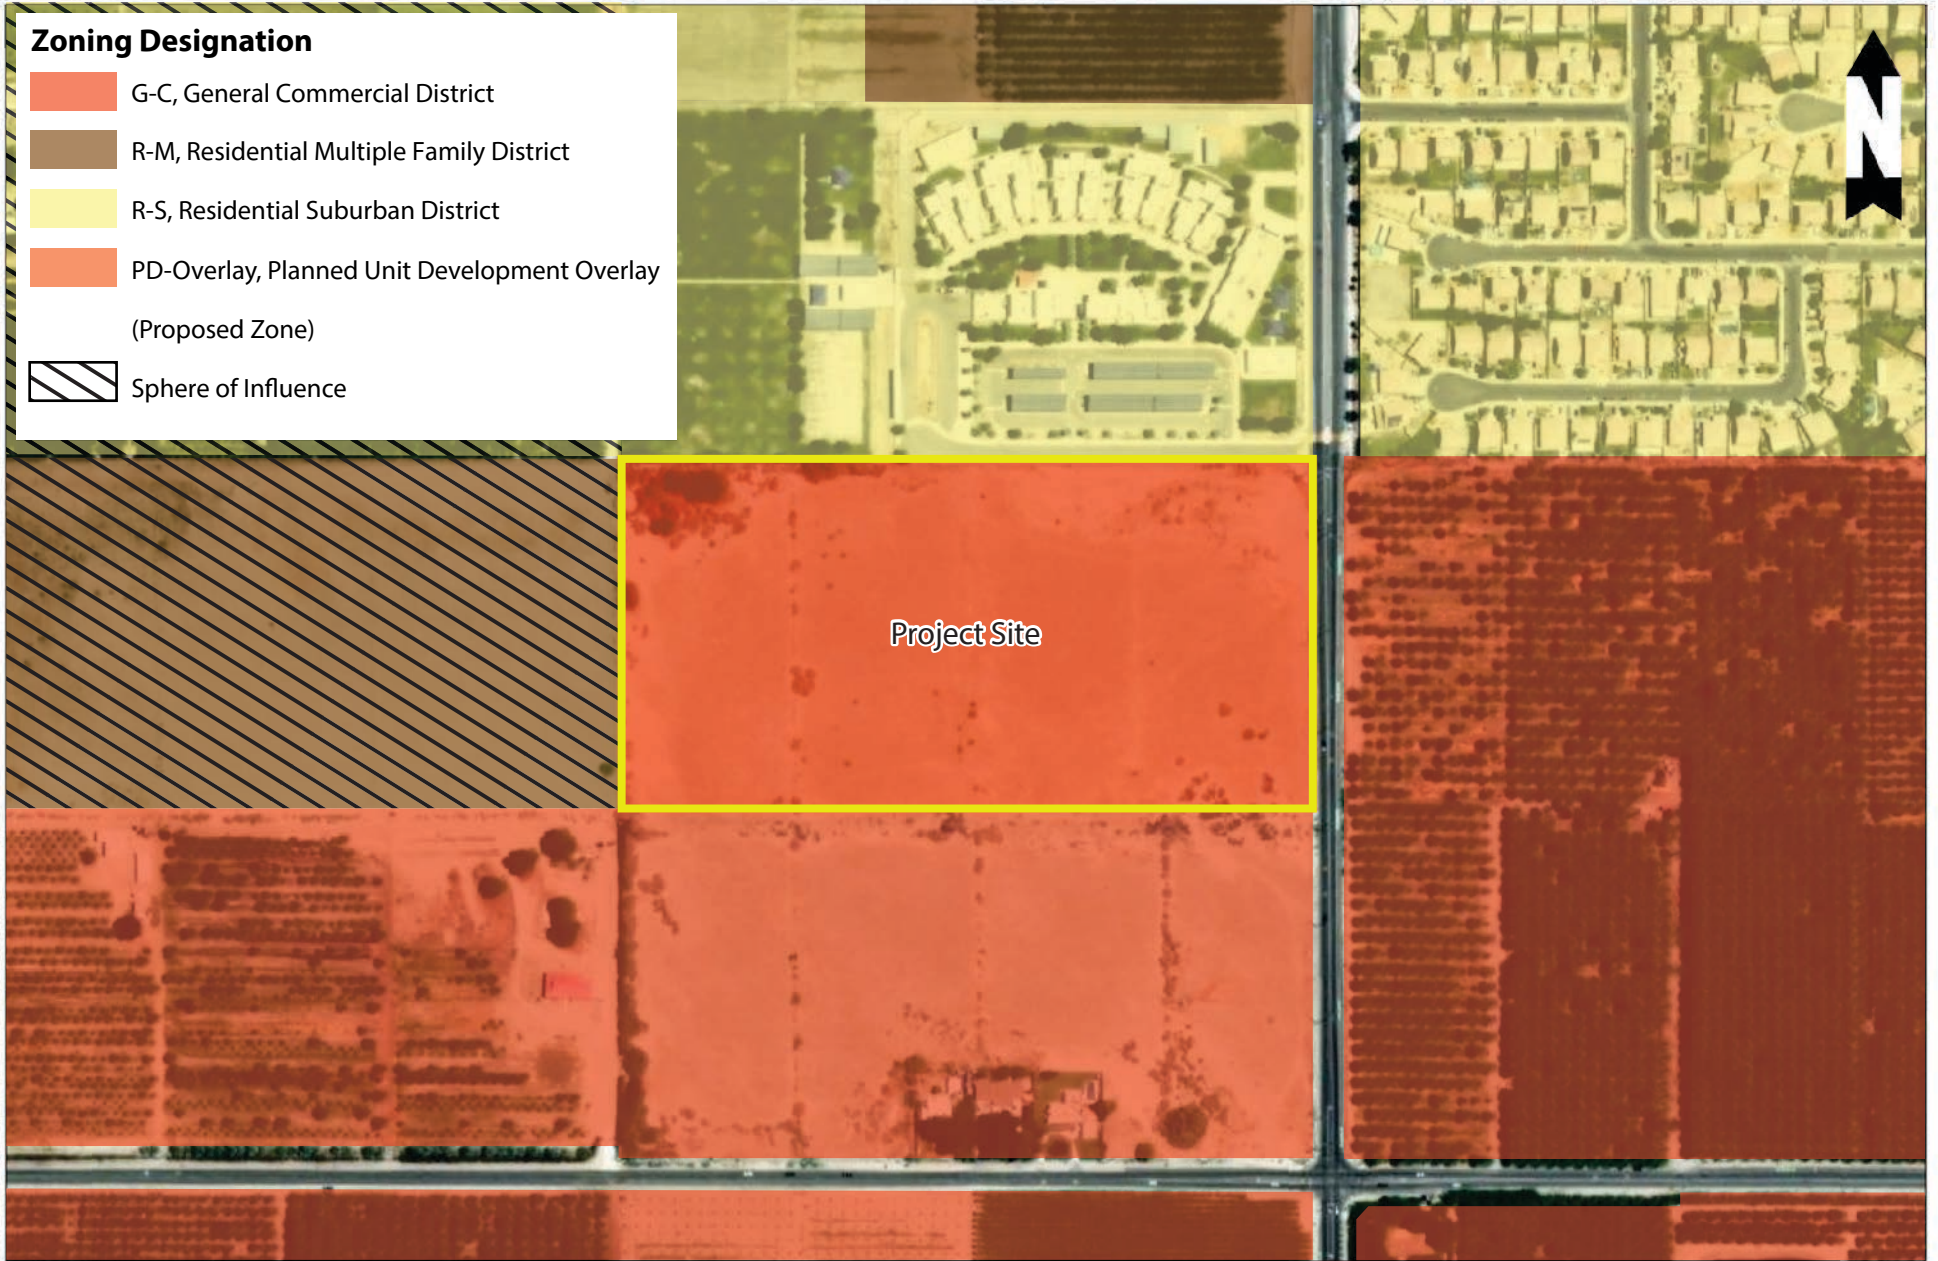 Zoning Designation
G-C, General Commercial District
R-M, Residential Multiple Family District
R-S, Residential Suburban District
PD-Overlay, Planned Unit Development Overlay
(Proposed Zone)
Sphere of Influence
N
Project Site